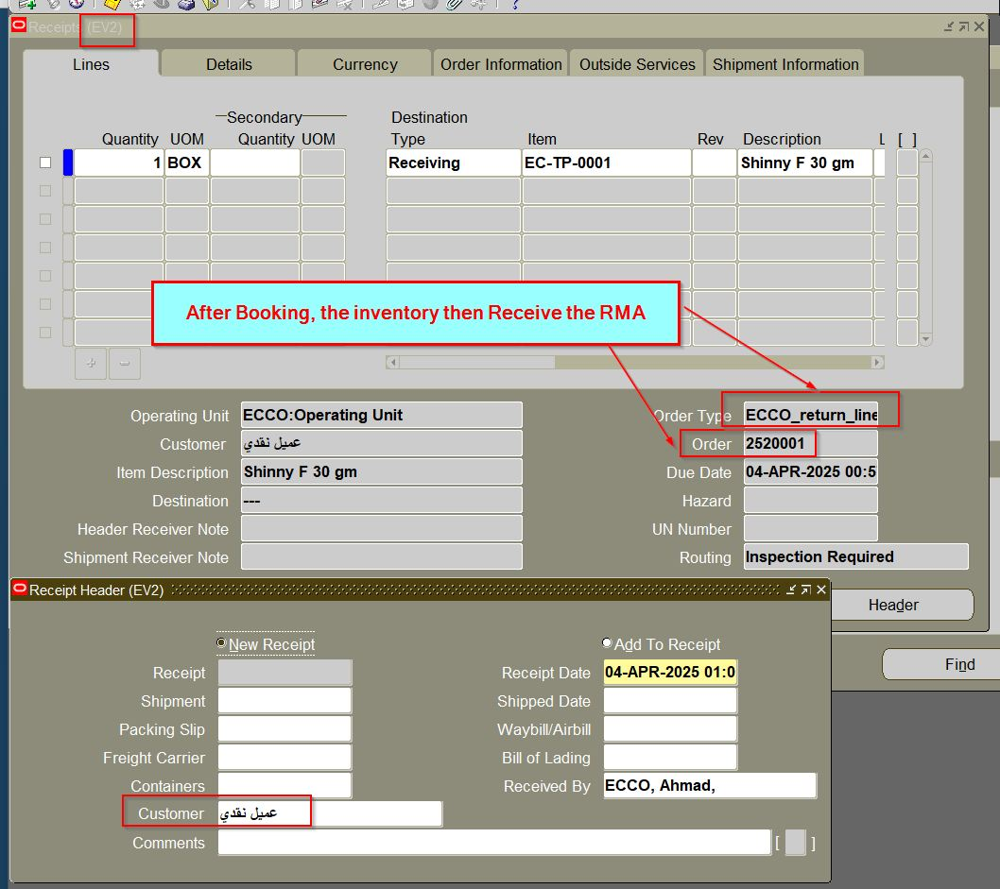 Receipts (EV2)
Lines Details Currency Order Information Outside Services Shipment Information
Secondary Destination
Quantity UOM Quantity UOM Type Item Rev Description L [ ]
1 BOX Receiving EC-TP-0001 Shinny F 30 gm
After Booking, the inventory then Receive the RMA
Operating Unit ECCO:Operating Unit Order Type ECCO_return_line
Customer عميل نقدي Order 2520001
Item Description Shinny F 30 gm Due Date 04-APR-2025 00:5
Destination --- Hazard
Header Receiver Note UN Number
Shipment Receiver Note Routing Inspection Required
Receipt Header (EV2)
Header
New Receipt Add To Receipt
Find
Receipt Receipt Date 04-APR-2025 01:0
Shipment Shipped Date
Packing Slip Waybill/Airbill
Freight Carrier Bill of Lading
Containers Received By ECCO, Ahmad,
Customer عميل نقدي
Comments [ ]